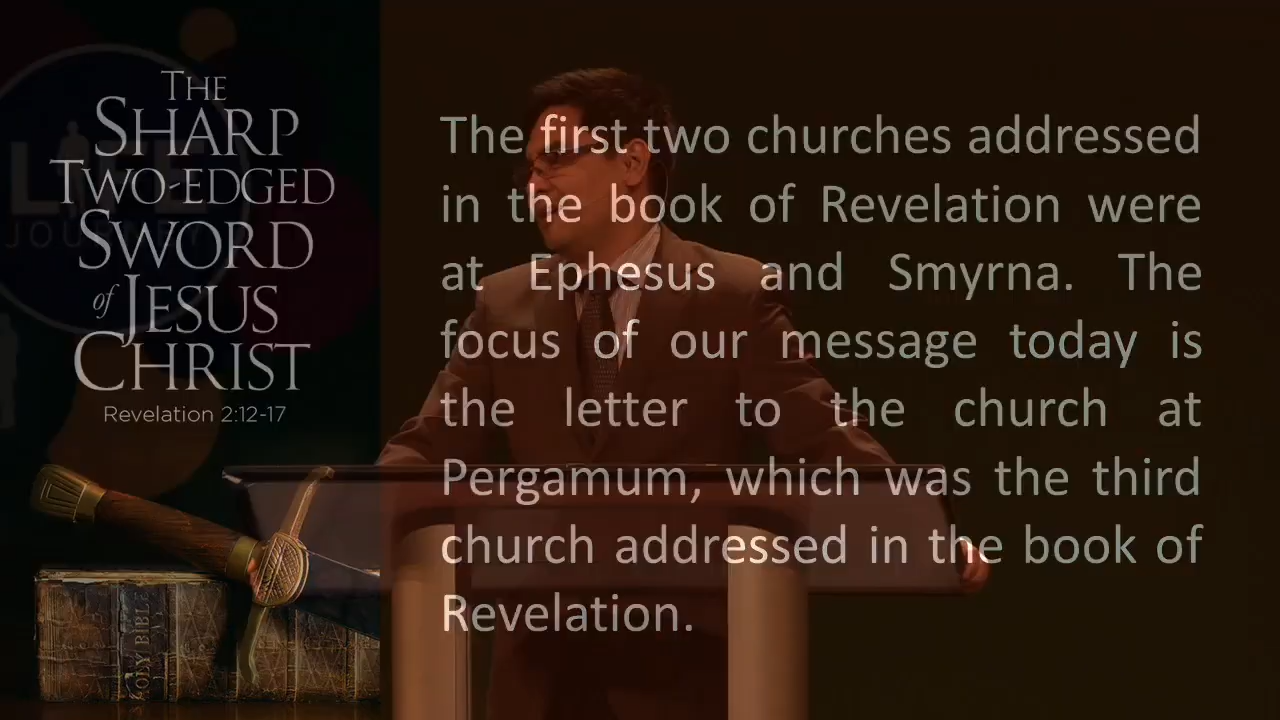 THE
SHARP
TWO-EDGED
SWORD
of JESUS
CHRIST
Revelation 2:12-17
HOLY BIBLE
The first two churches addressed
in the book of Revelation were
at Ephesus and Smyrna. The
focus of our message today is
the letter to the church at
Pergamum, which was the third
church addressed in the book of
Revelation.